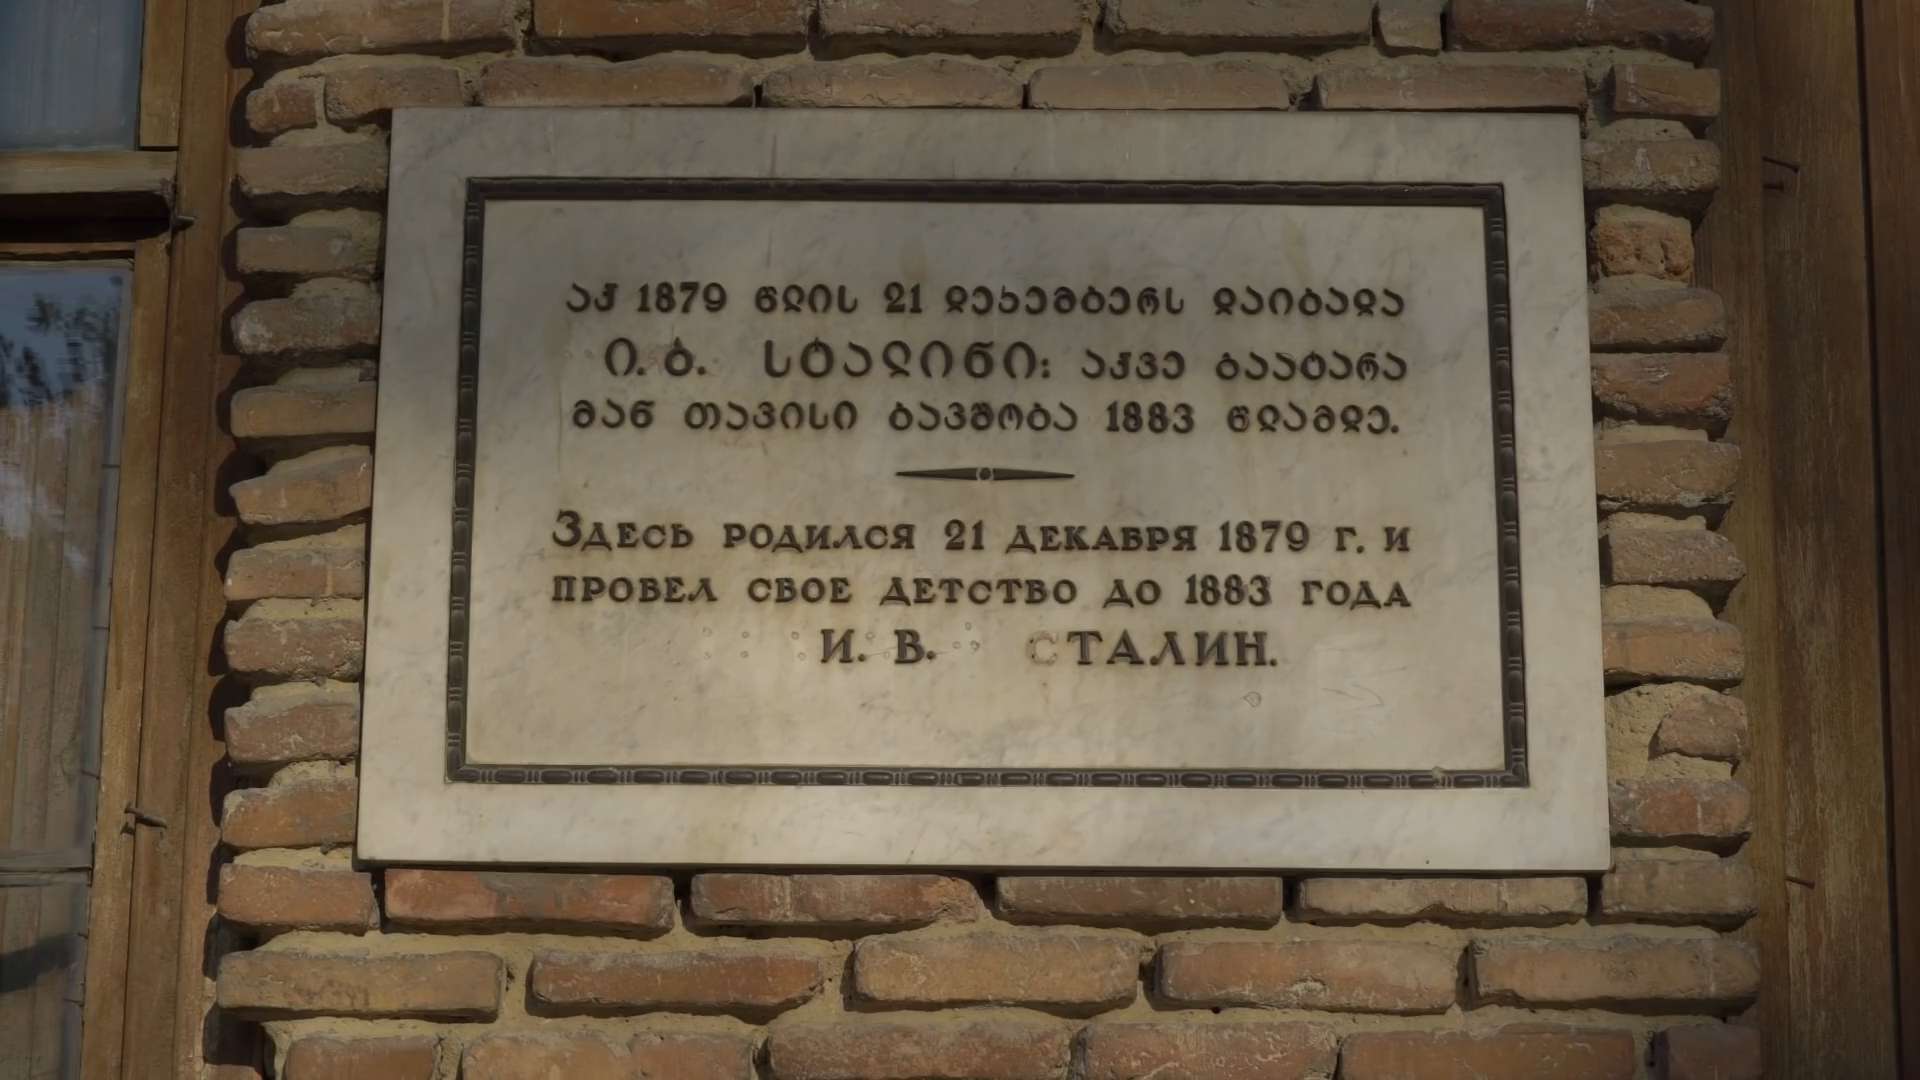 აქ 1879 წლის 21 დეკემბერს დაიბადა
ი. ბ. სტალინი: აქვე გაატარა
მან თავისი ბავშობა 1883 წლამდე.
Здесь родился 21 декабря 1879 г. и
провел свое детство до 1883 года
И. В. Сталин.